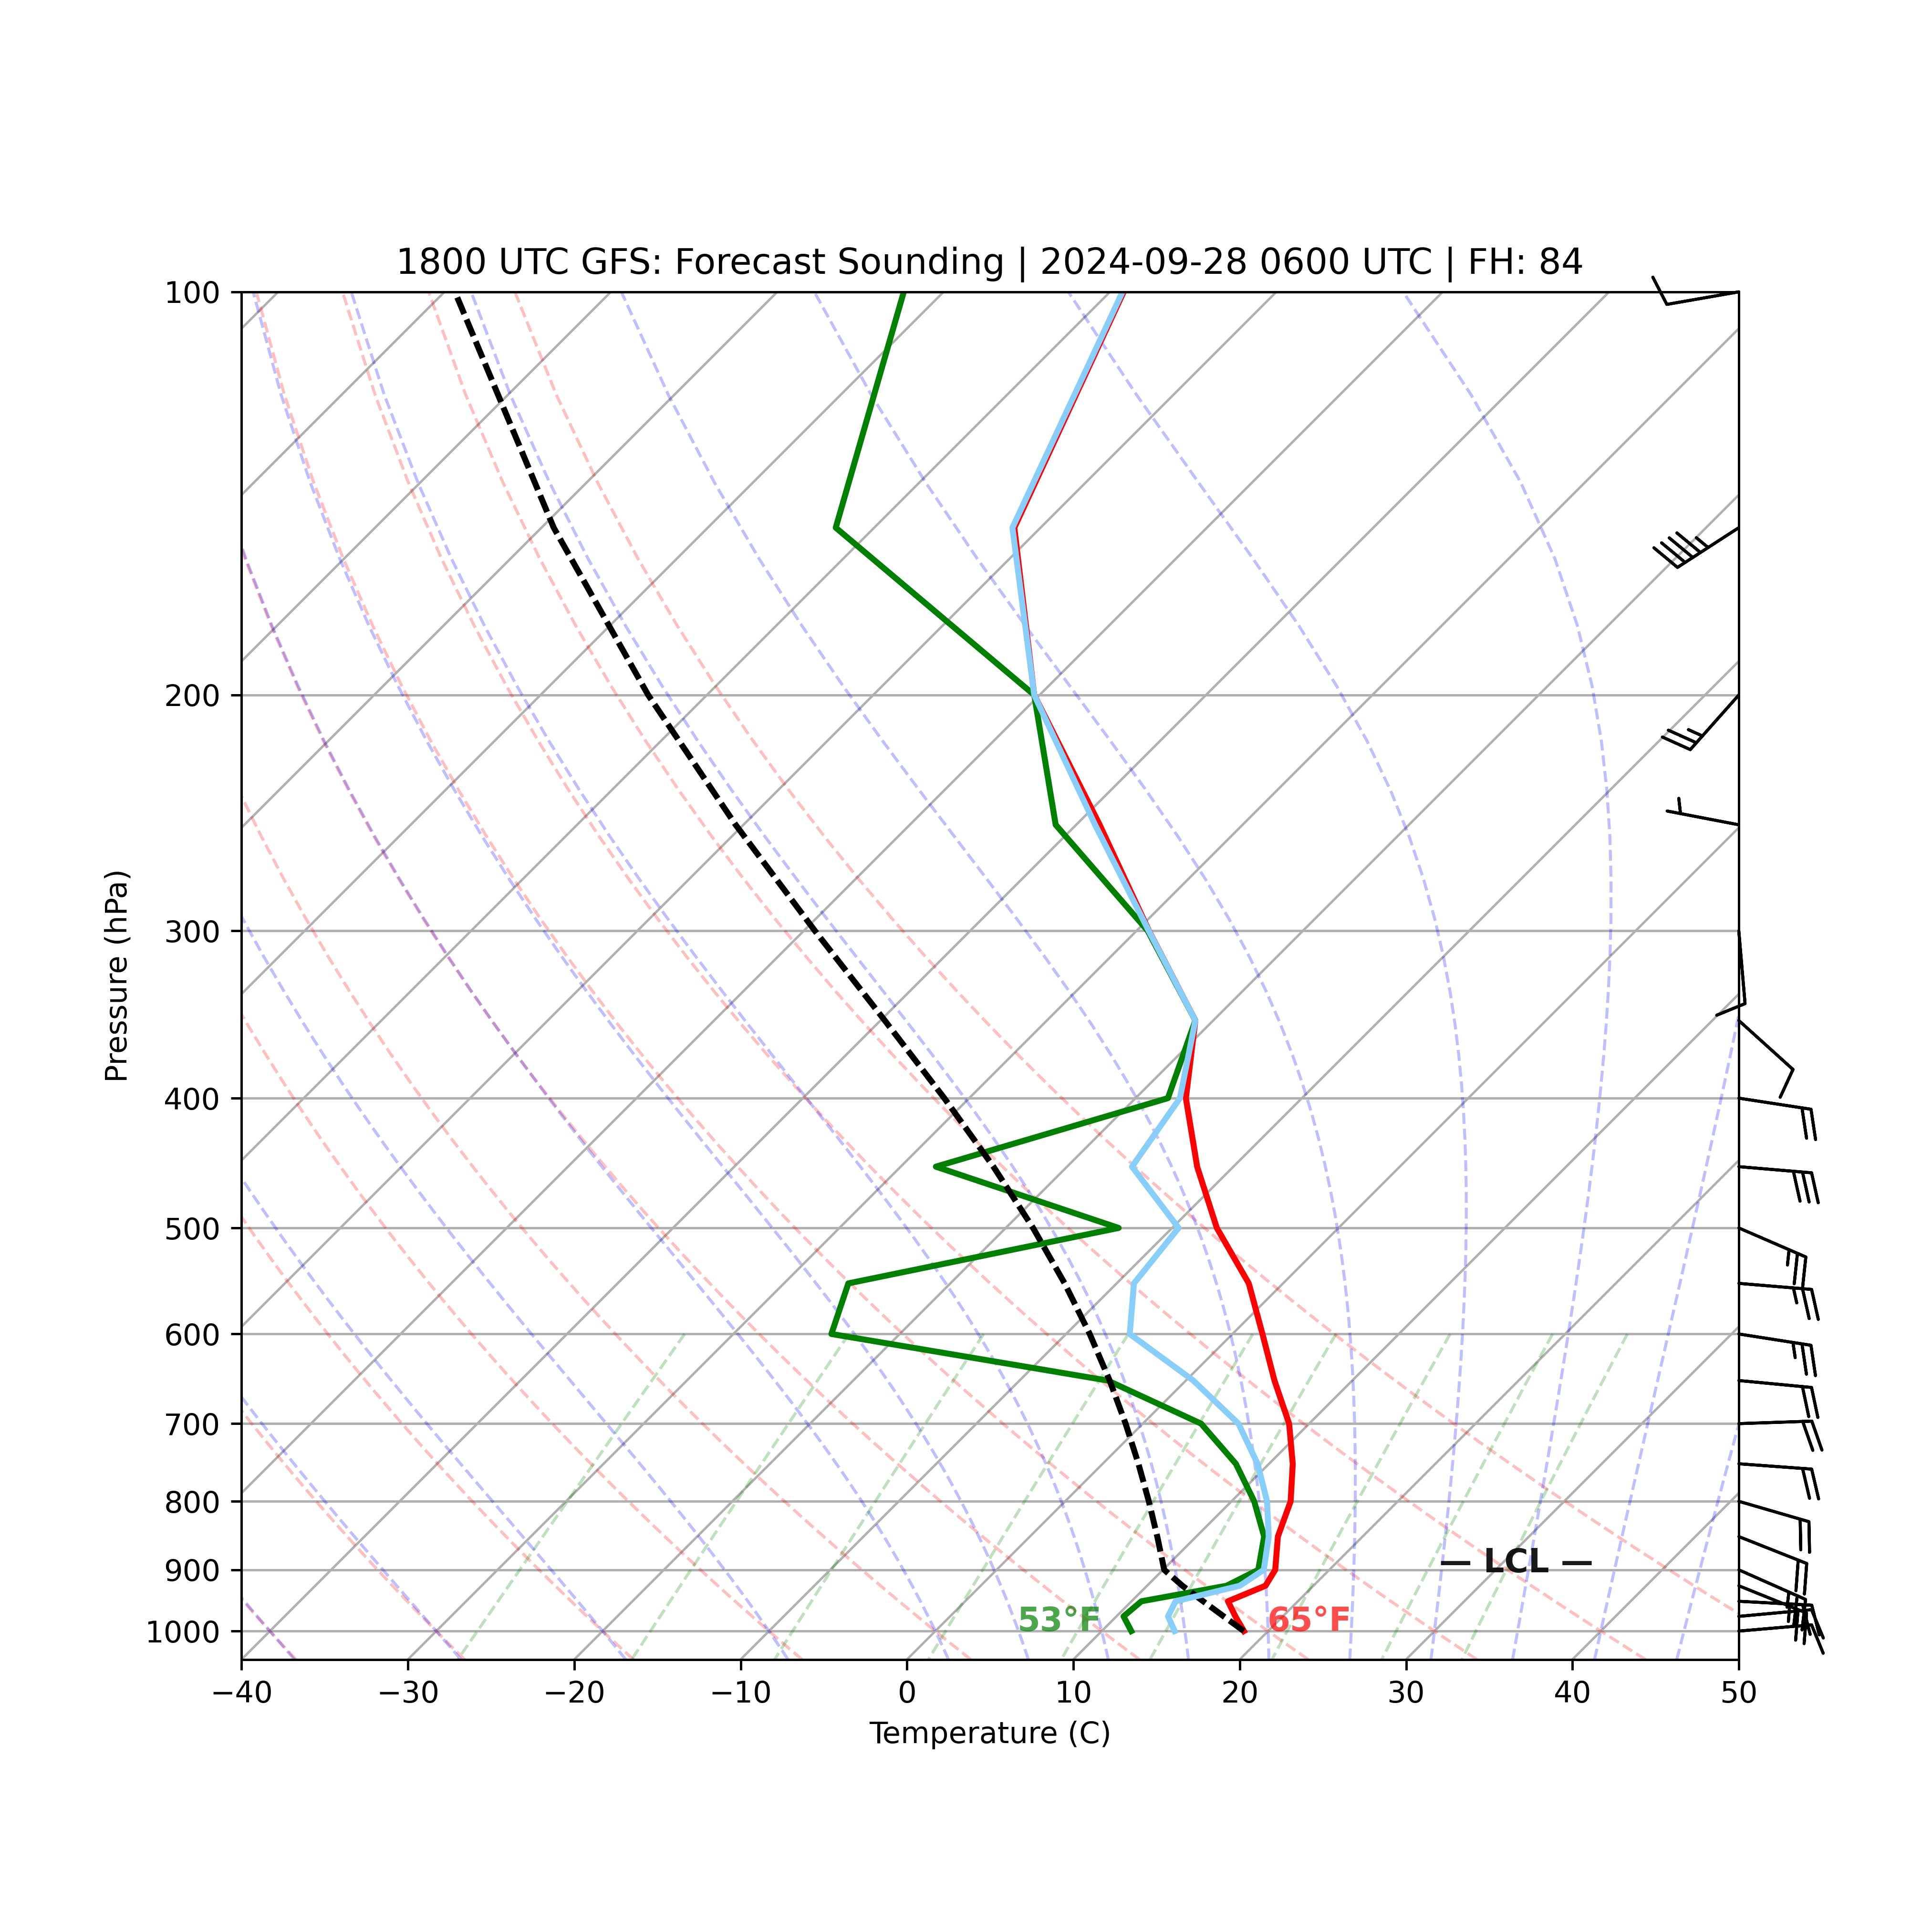 1800 UTC GFS: Forecast Sounding | 2024-09-28 0600 UTC | FH: 84
100
200
300
400
500
600
700
800
900
1000
Pressure (hPa)
— LCL —
53°F
65°F
−40 −30 −20 −10 0 10 20 30 40 50
Temperature (C)